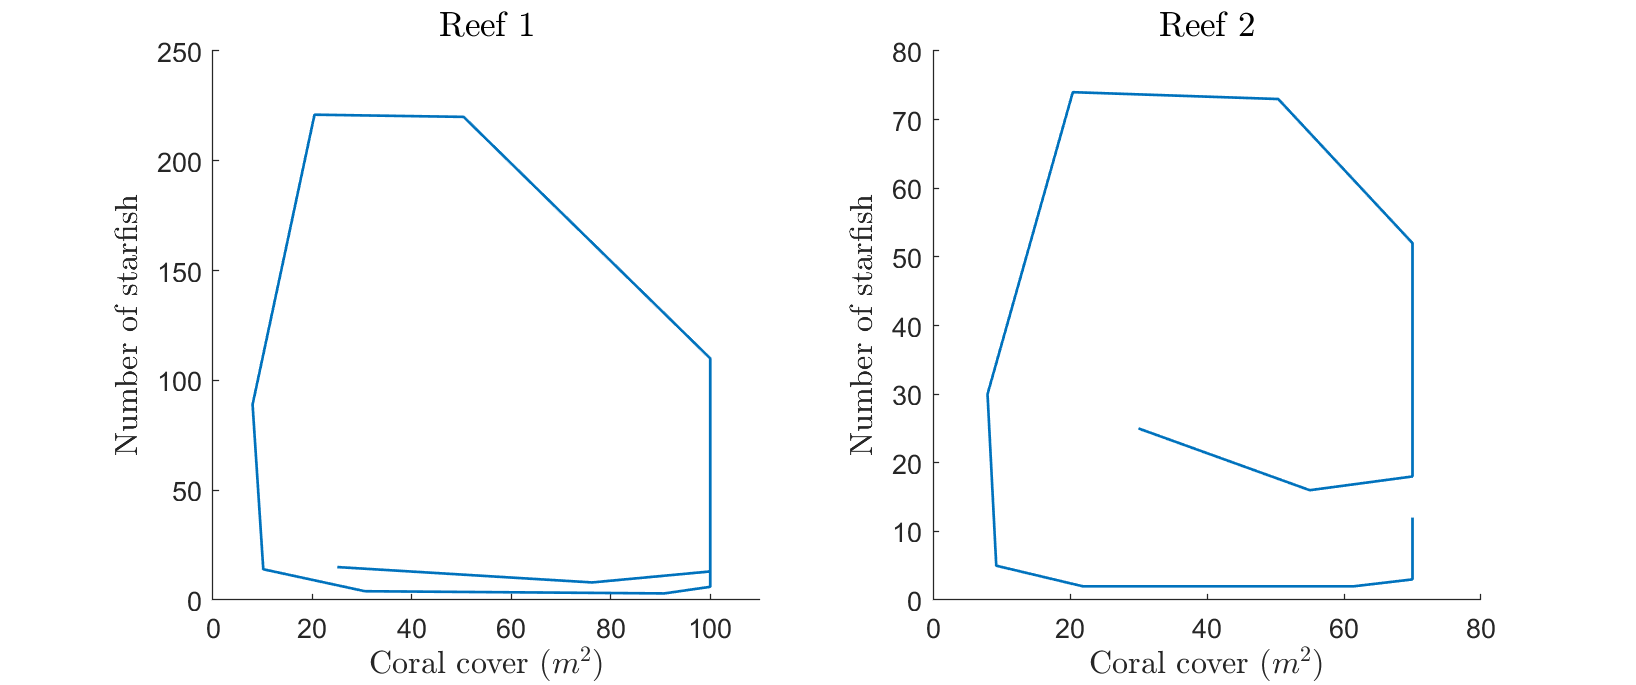 Reef 1
250
200
150
100
50
0
0 20 40 60 80 100
Number of starfish
Coral cover (m²)
Reef 2
80
70
60
50
40
30
20
10
0
0 20 40 60 80
Number of starfish
Coral cover (m²)